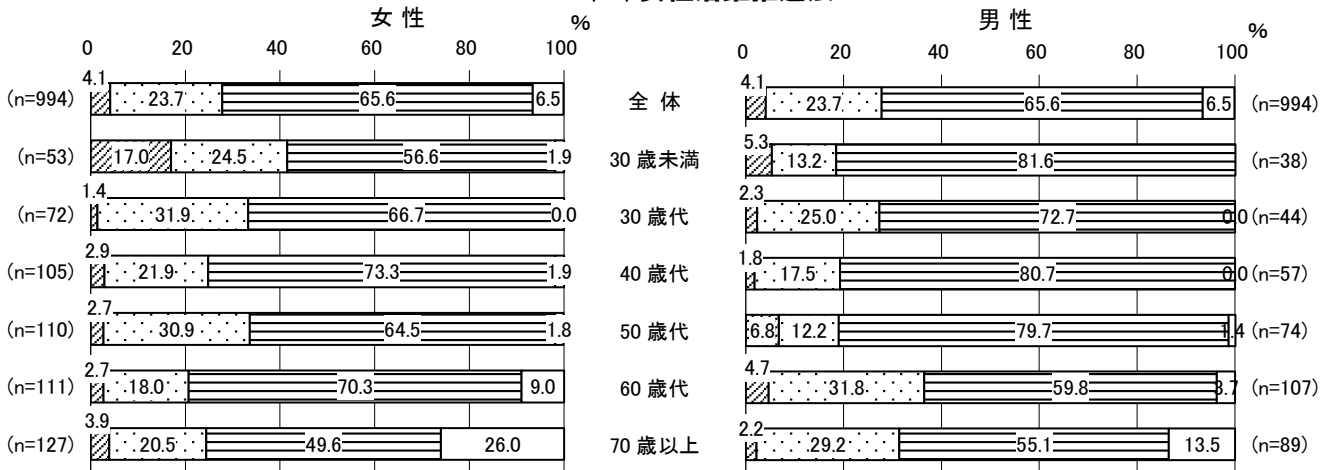 女 性 % 男 性 %
0 20 40 60 80 100 0 20 40 60 80 100
(n=994) 4.1 23.7 65.6 6.5 全 体 4.1 23.7 65.6 6.5 (n=994)
(n=53) 17.0 24.5 56.6 1.9 30 歳未満 5.3 13.2 81.6 (n=38)
(n=72) 1.4 31.9 66.7 0.0 30 歳代 2.3 25.0 72.7 0.0 (n=44)
(n=105) 2.9 21.9 73.3 1.9 40 歳代 1.8 17.5 80.7 0.0 (n=57)
(n=110) 2.7 30.9 64.5 1.8 50 歳代 6.8 12.2 79.7 1.4 (n=74)
(n=111) 2.7 18.0 70.3 9.0 60 歳代 4.7 31.8 59.8 3.7 (n=107)
(n=127) 3.9 20.5 49.6 26.0 70 歳以上 2.2 29.2 55.1 13.5 (n=89)